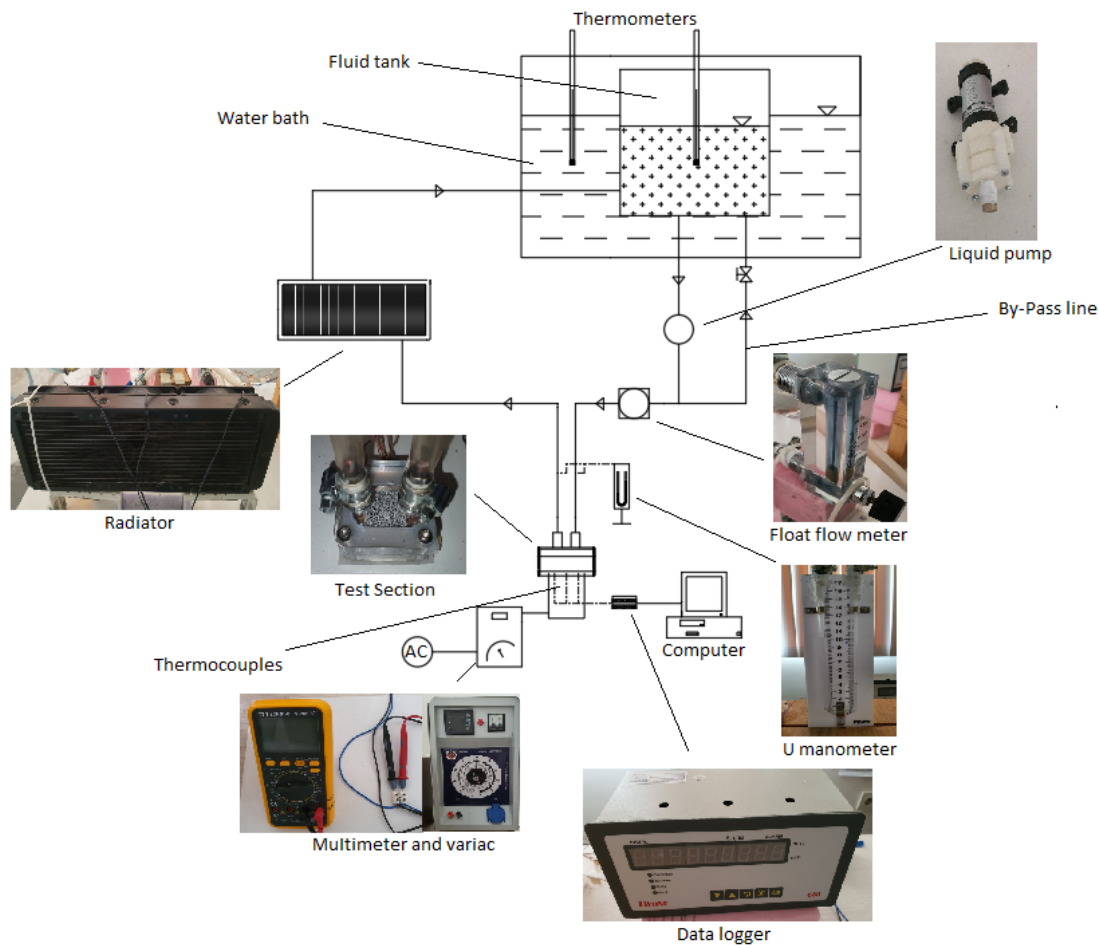 Thermometers
Fluid tank
Water bath
Liquid pump
By-Pass line
Radiator
Float flow meter
Test Section
AC
Computer
Thermocouples
U manometer
Multimeter and variac
Data logger